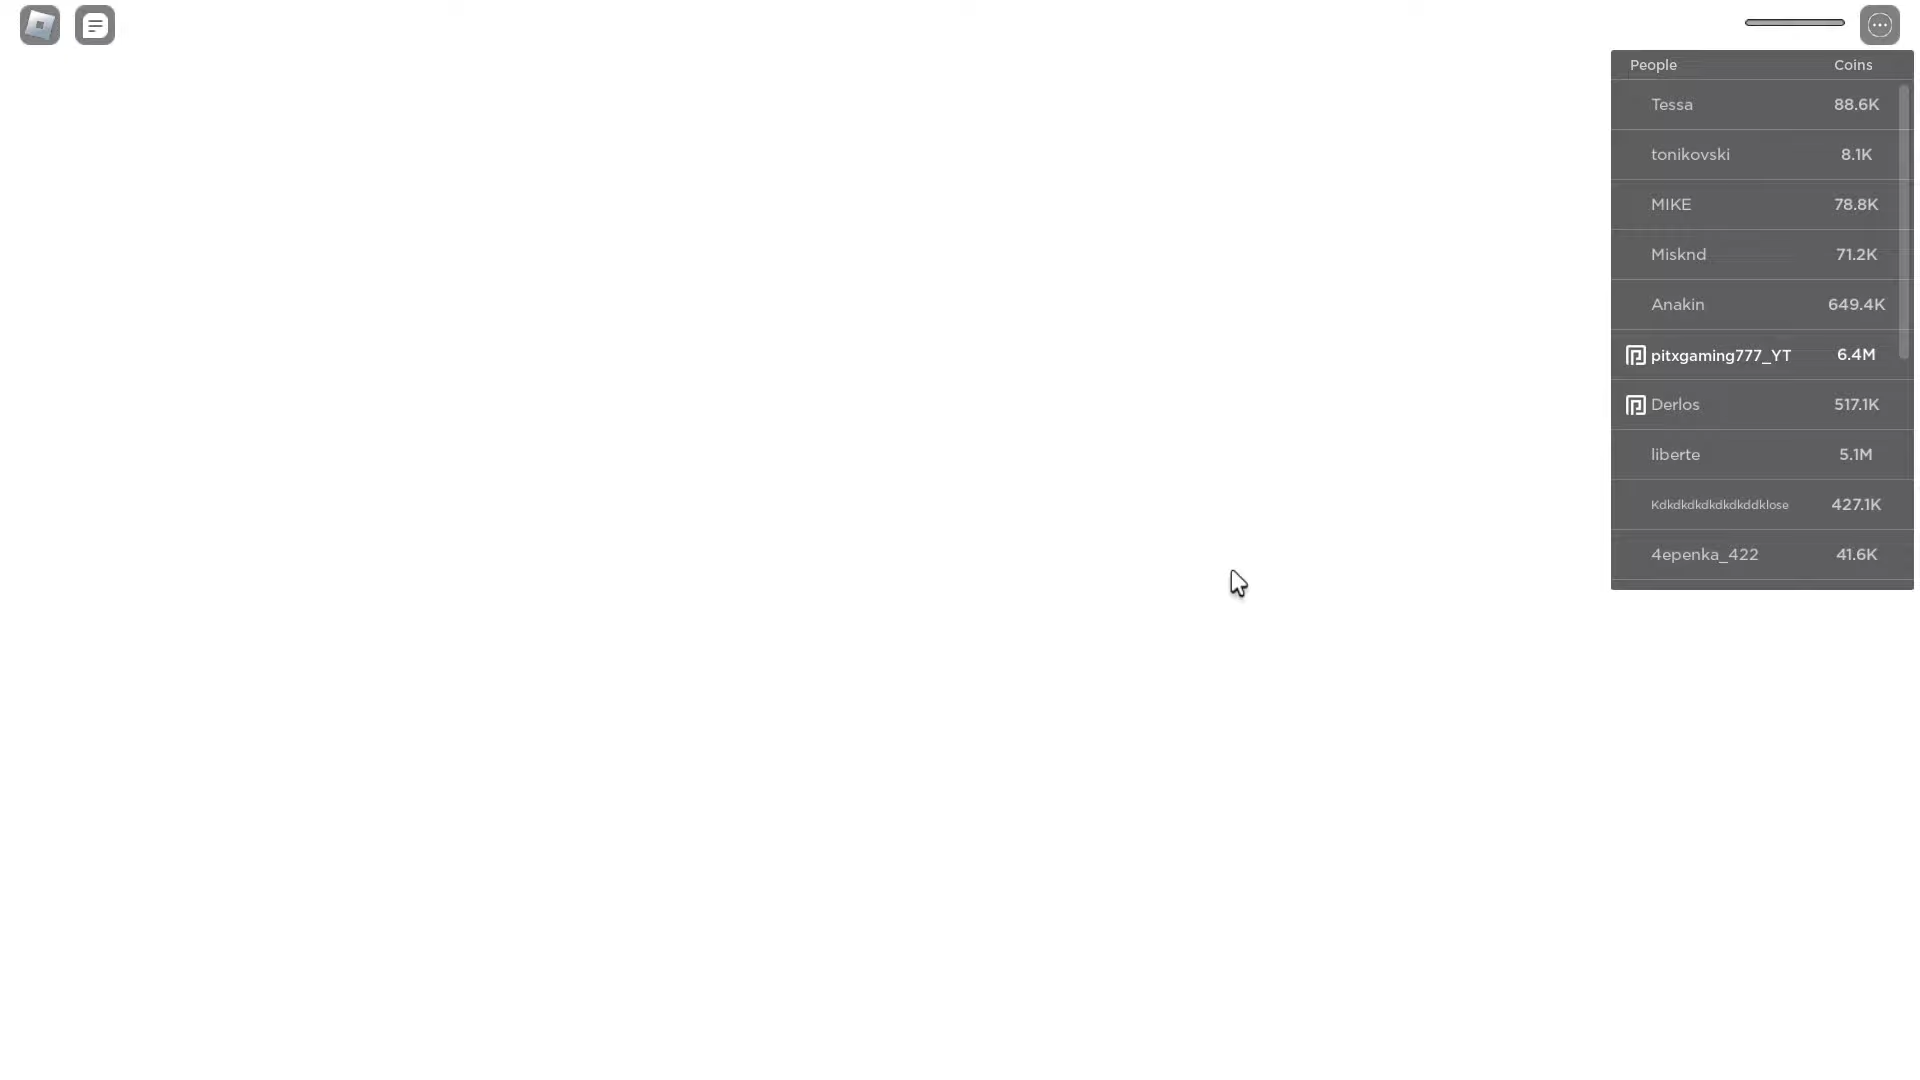 People Coins
Tessa 88.6K
tonikovski 8.1K
MIKE 78.8K
Misknd 71.2K
Anakin 649.4K
pitxgaming777_YT 6.4M
Derlos 517.1K
liberte 5.1M
Kdkdkdkdkdkdkddklose 427.1K
4epenka_422 41.6K